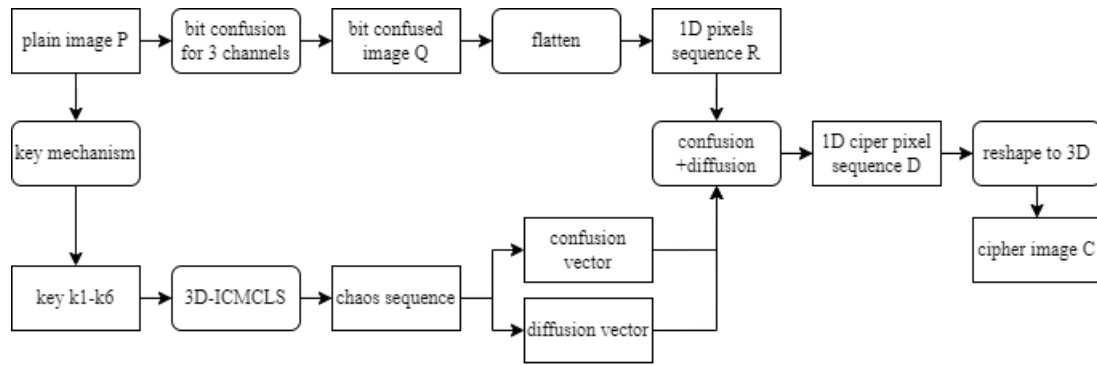 plain image P
bit confusion
for 3 channels
bit confused
image Q
flatten
1D pixels
sequence R
key mechanism
confusion
+diffusion
1D ciper pixel
sequence D
reshape to 3D
confusion
vector
cipher image C
key k1-k6
3D-ICMCLS
chaos sequence
diffusion vector